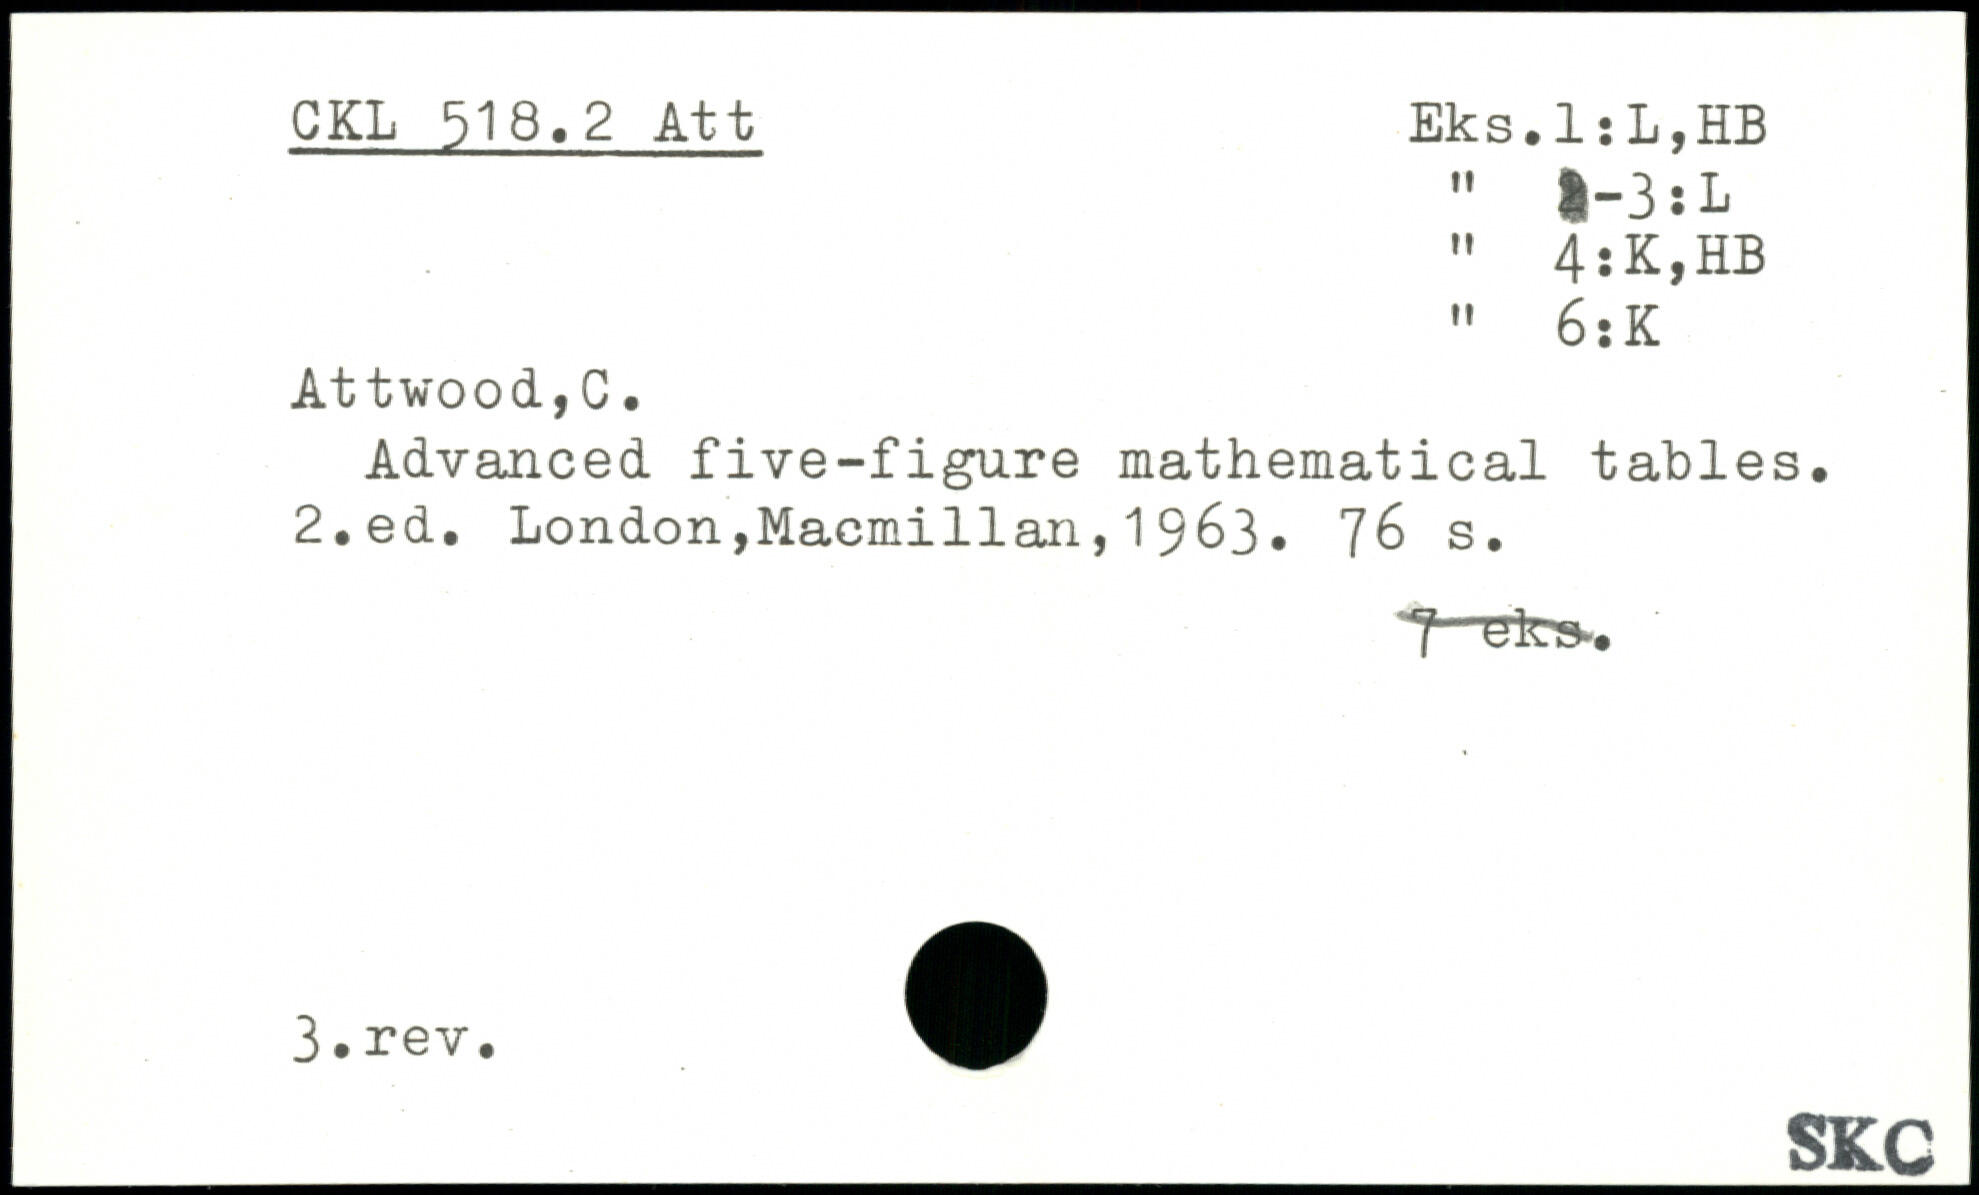 CKL 518.2 Att
Eks.1:L,HB
" 2-3:L
" 4:K,HB
" 6:K
Attwood,C.
Advanced five-figure mathematical tables.
2.ed. London,Macmillan,1963. 76 s.
7 eks.
3.rev.
SKC